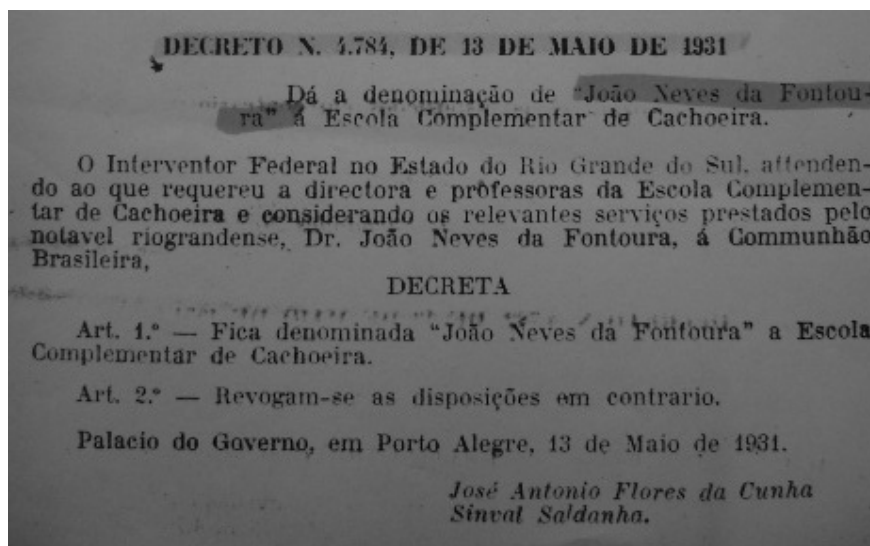 DECRETO N. 4.784, DE 13 DE MAIO DE 1931
Dá a denominação de "João Neves da Fontou-
ra" á Escola Complementar de Cachoeira.
O Interventor Federal no Estado do Rio Grande do Sul, attenden-
do ao que requereu a directora e professoras da Escola Complemen-
tar de Cachoeira e considerando os relevantes serviços prestados pelo
notavel riograndense, Dr. João Neves da Fontoura, á Communhão
Brasileira,
DECRETA
Art. 1.º — Fica denominada "João Neves da Fontoura" a Escola
Complementar de Cachoeira.
Art. 2.º — Revogam-se as disposições em contrario.
Palacio do Governo, em Porto Alegre, 13 de Maio de 1931.
José Antonio Flores da Cunha
Sinval Saldanha.